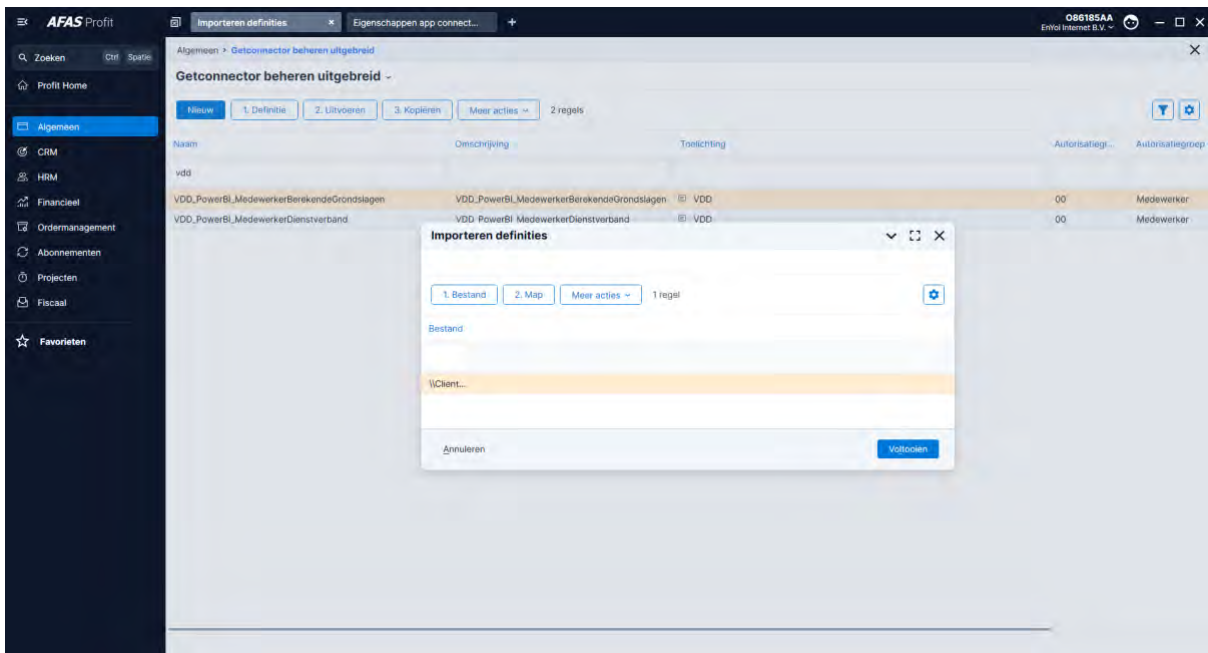 AFAS Profit
Importeren definities
Eigenschappen app connect...
O86185AA
EnYoi Internet B.V.
Zoeken Ctrl Spatie
Profit Home
Algemeen
CRM
HRM
Financieel
Ordermanagement
Abonnementen
Projecten
Fiscaal
Favorieten
Algemeen > Getconnector beheren uitgebreid
Getconnector beheren uitgebreid
Nieuw 1. Definitie 2. Uitvoeren 3. Kopiëren Meer acties 2 regels
Naam Omschrijving Toelichting Autorisatiegr... Autorisatiegroep
vdd
VDD_PowerBI_MedewerkerBerekendeGrondslagen VDD_PowerBI_MedewerkerBerekendeGrondslagen VDD 00 Medewerker
VDD_PowerBI_MedewerkerDienstverband VDD_PowerBI_MedewerkerDienstverband VDD 00 Medewerker
Importeren definities
1. Bestand 2. Map Meer acties 1 regel
Bestand
\\Client...
Annuleren Voltooien